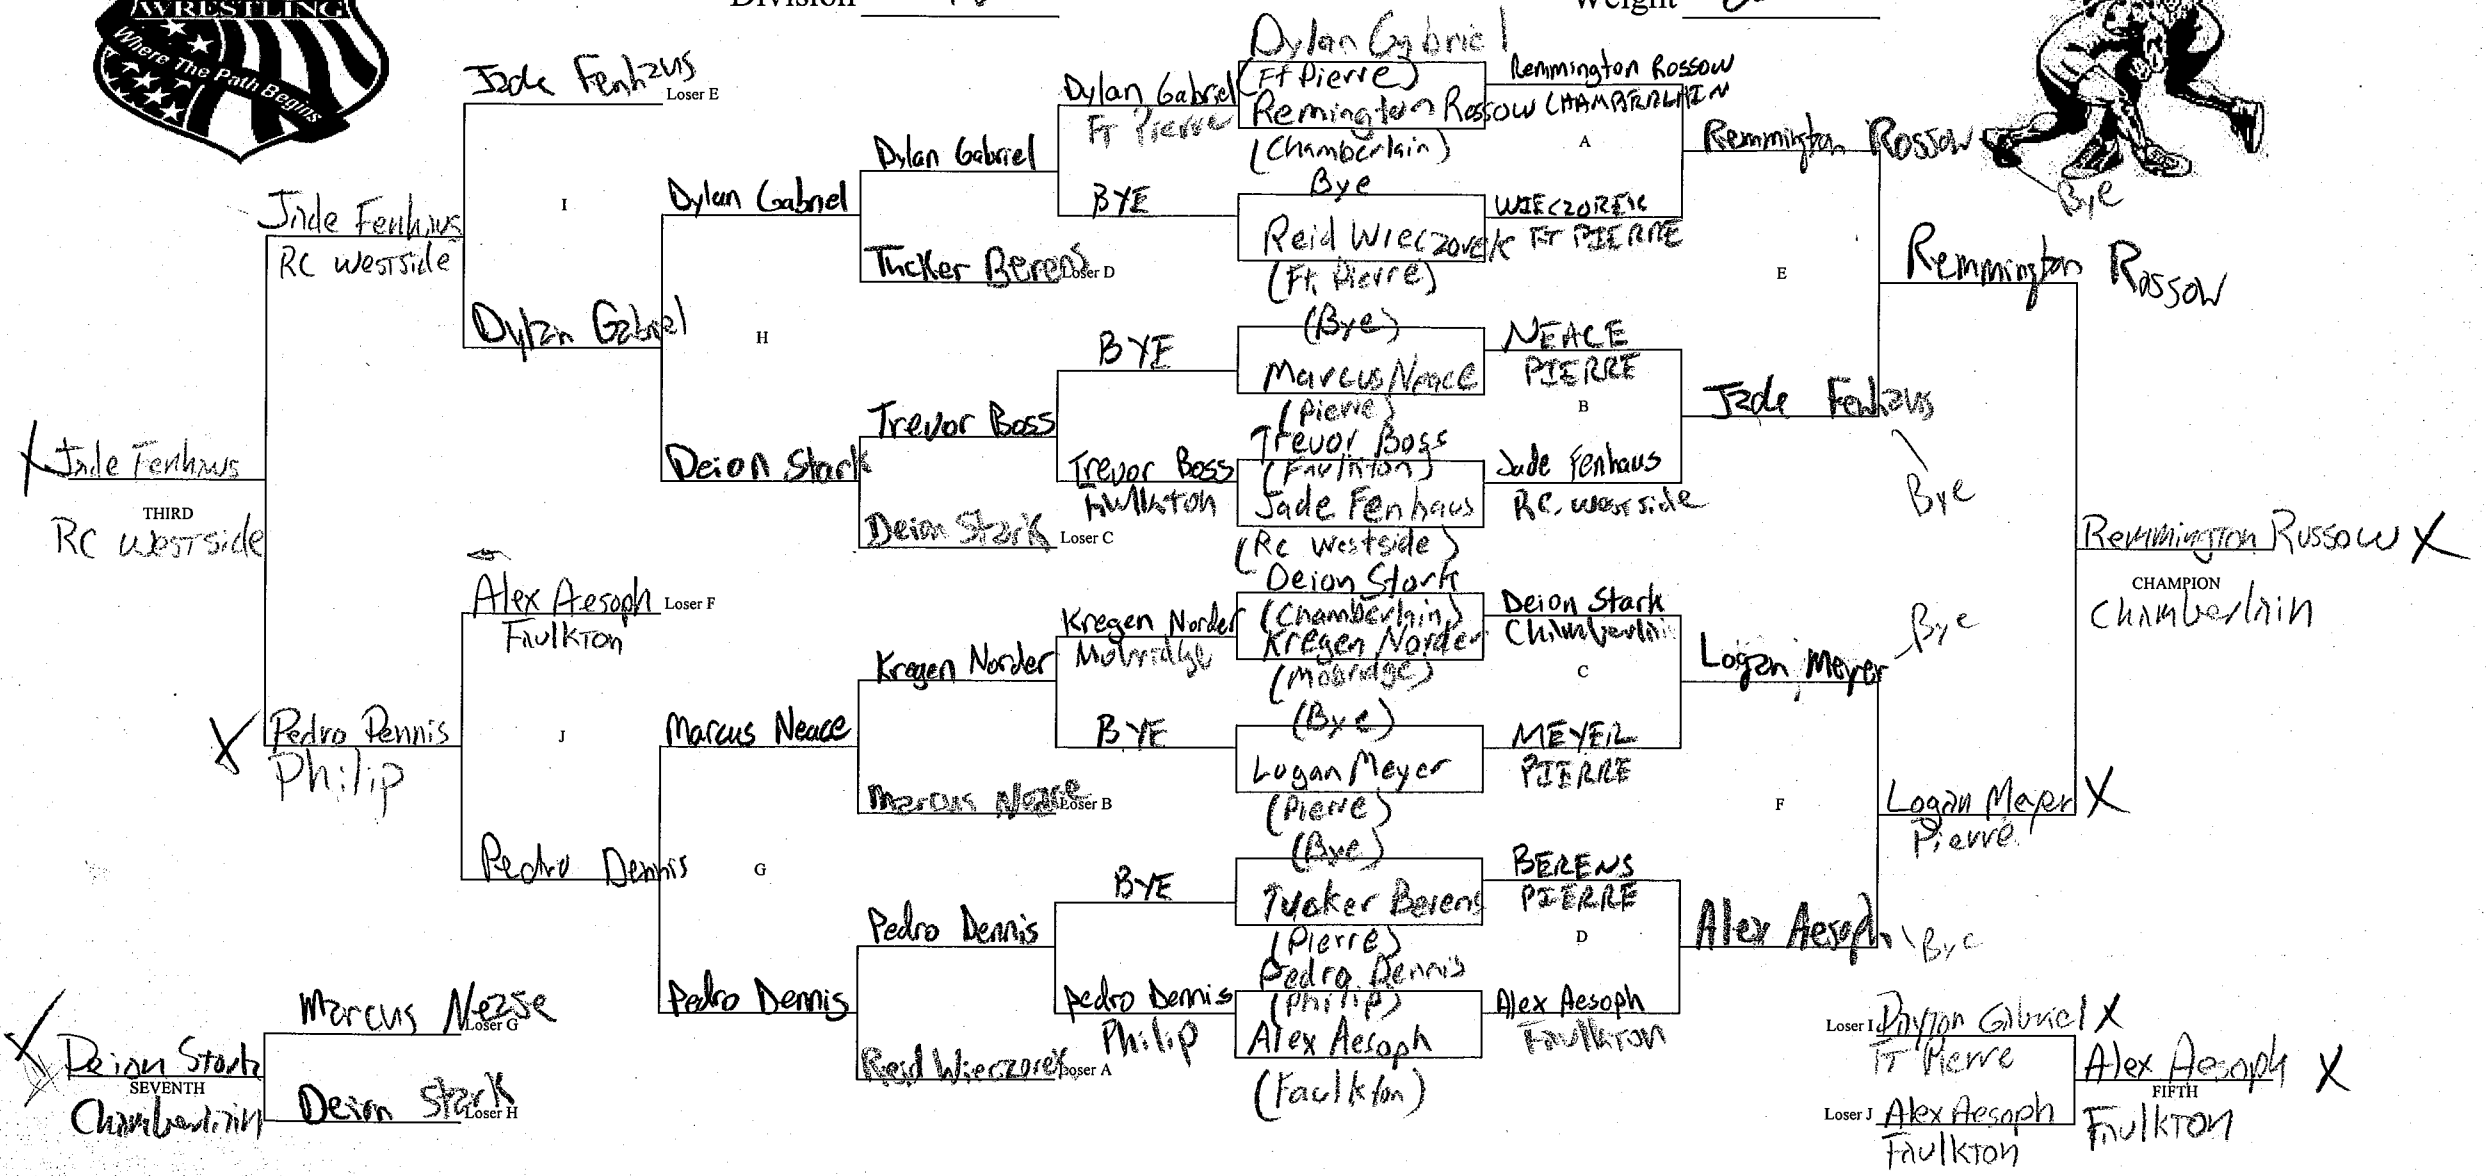 WRESTLING
Where The Path Begins
Division
Weight
Jade Fenhaus
Loser E
I
Jade Fenhaus
RC Westside
Dylan Gabriel
Jade Fenhaus
THIRD
RC Westside
Alex Aesoph
Loser F
Faulkton
J
Pedro Dennis
Philip
Pedro Dennis
Marcus Nease
Loser G
Deion Stark
SEVENTH
Chamberlain
Deion Stark
Loser H
Dylan Gabriel
H
Deion Stark
Marcus Neace
G
Pedro Dennis
Dylan Gabriel
Tucker Berens
Loser D
Trevor Boss
Deion Stark
Loser C
Kregen Norder
Marcus Neace
Loser B
Pedro Dennis
Reid Wieczorek
Loser A
Dylan Gabriel
Ft Pierre
BYE
BYE
Trevor Boss
Faulkton
Kregen Norder
Mobridge
BYE
BYE
Pedro Dennis
Philip
Dylan Gabriel
(Ft Pierre)
Remington Rossow
(Chamberlain)
Bye
Reid Wieczorek
(Ft. Pierre)
(Bye)
Marcus Neace
(Pierre)
Trevor Boss
(Faulkton)
Jade Fenhaus
(Rc Westside)
Deion Stark
(Chamberlain)
Kregen Norder
(Mobridge)
(Bye)
Logan Meyer
(Pierre)
(Bye)
Tucker Berens
(Pierre)
Pedro Dennis
(Philip)
Alex Aesoph
(Faulkton)
Remmington Rossow
CHAMBERLAIN
A
WIECZOREK
FT PIERRE
NEACE
PIERRE
B
Jade Fenhaus
RC. Westside
Deion Stark
Chamberlain
C
MEYER
PIERRE
BERENS
PIERRE
D
Alex Aesoph
Faulkton
Remmington Rossow
Bye
E
Jade Fenhaus
Bye
Logan Meyer
Bye
F
Alex Aesoph
Bye
Remmington Rossow
Logan Meyer X
Pierre
Remmington Russow X
CHAMPION
Chamberlain
Loser I
Dayton Gabriel X
FT Pierre
Alex Aesoph X
FIFTH
Faulkton
Loser J
Alex Aesoph
Faulkton